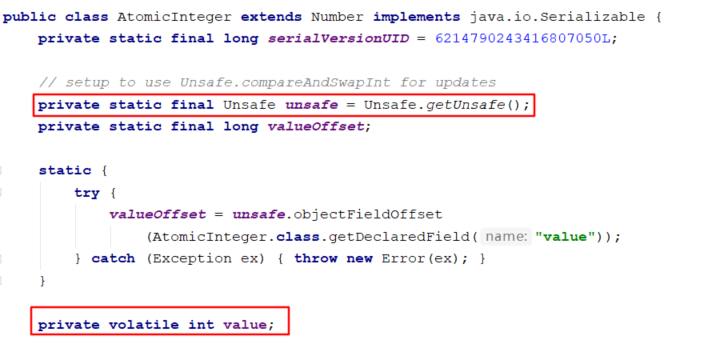 public class AtomicInteger extends Number implements java.io.Serializable {
private static final long serialVersionUID = 6214790243416807050L;
// setup to use Unsafe.compareAndSwapInt for updates
private static final Unsafe unsafe = Unsafe.getUnsafe();
private static final long valueOffset;
static {
try {
valueOffset = unsafe.objectFieldOffset
(AtomicInteger.class.getDeclaredField( name: "value"));
} catch (Exception ex) { throw new Error(ex); }
}
private volatile int value;